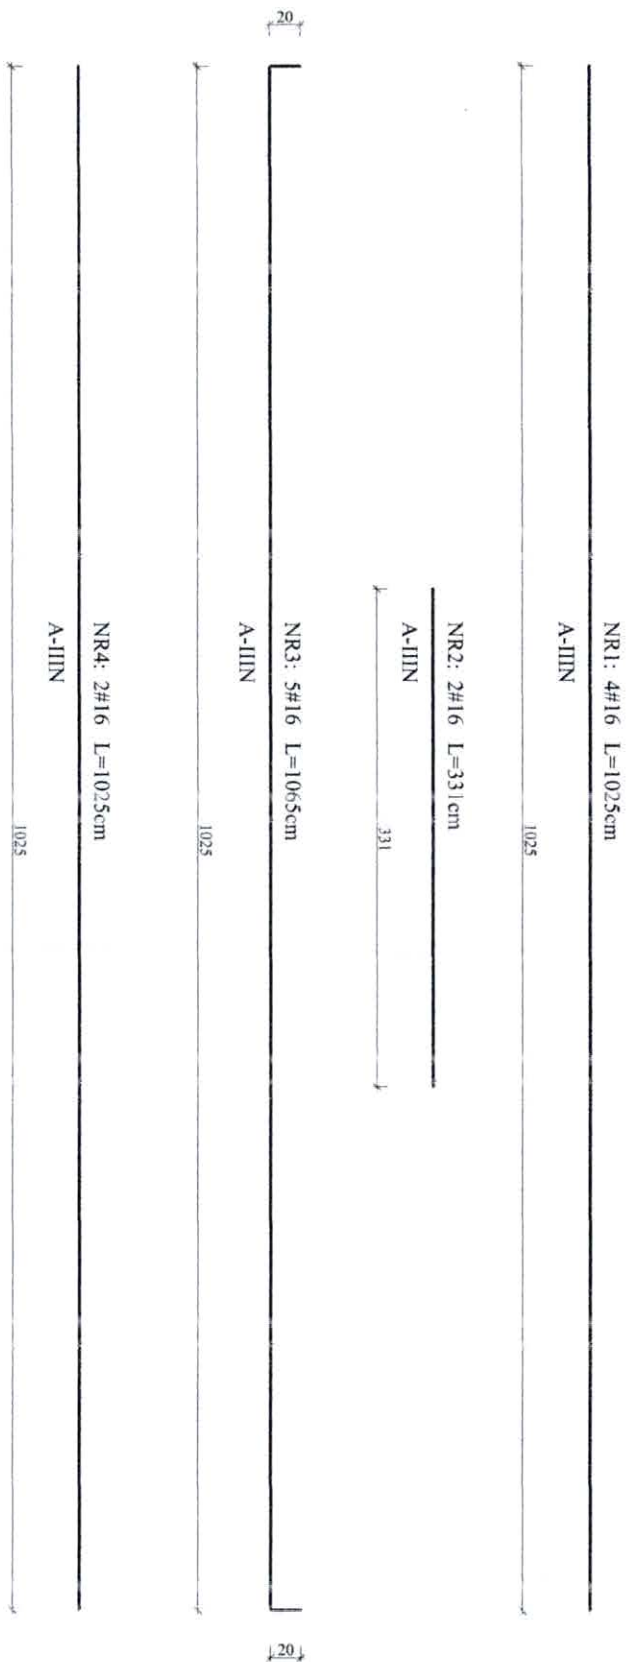 NR1: 4#16 L=1025cm
A-IIIN
1025
NR2: 2#16 L=331cm
A-IIIN
331
20
NR3: 5#16 L=1065cm
A-IIIN
1025
20
NR4: 2#16 L=1025cm
A-IIIN
1025